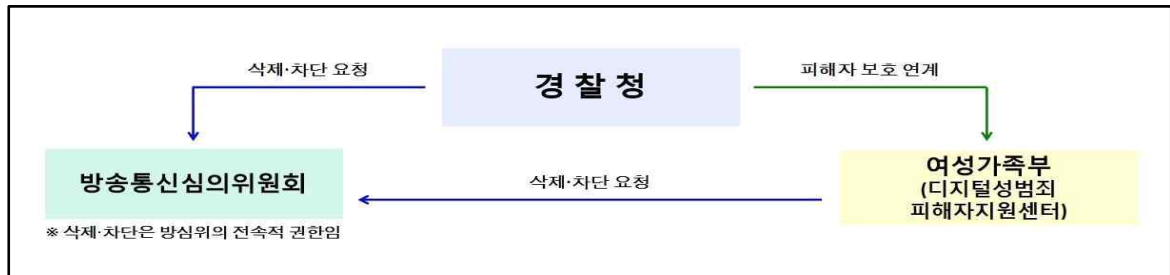 삭제·차단 요청
경 찰 청
피해자 보호 연계
방송통신심의위원회
삭제·차단 요청
여성가족부
(디지털성범죄
피해자지원센터)
※ 삭제·차단은 방심위의 전속적 권한임